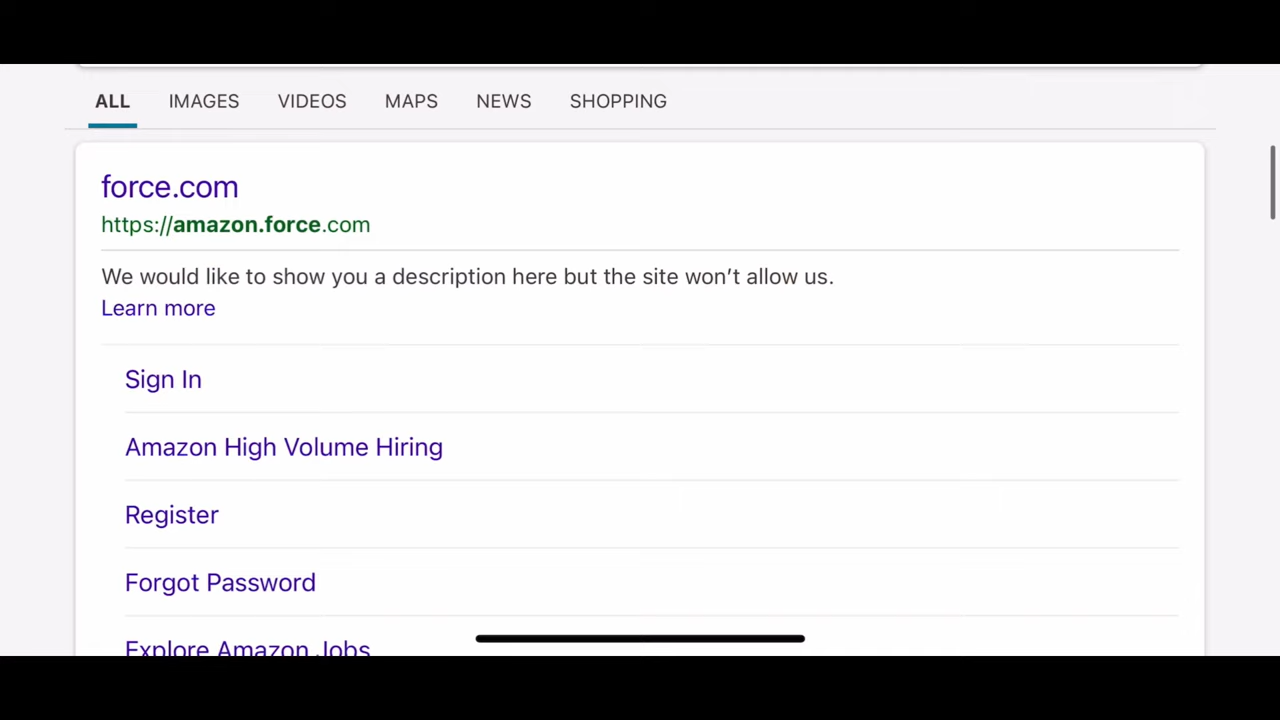 ALL IMAGES VIDEOS MAPS NEWS SHOPPING
force.com
https://amazon.force.com
We would like to show you a description here but the site won’t allow us.
Learn more
Sign In
Amazon High Volume Hiring
Register
Forgot Password
Explore Amazon Jobs